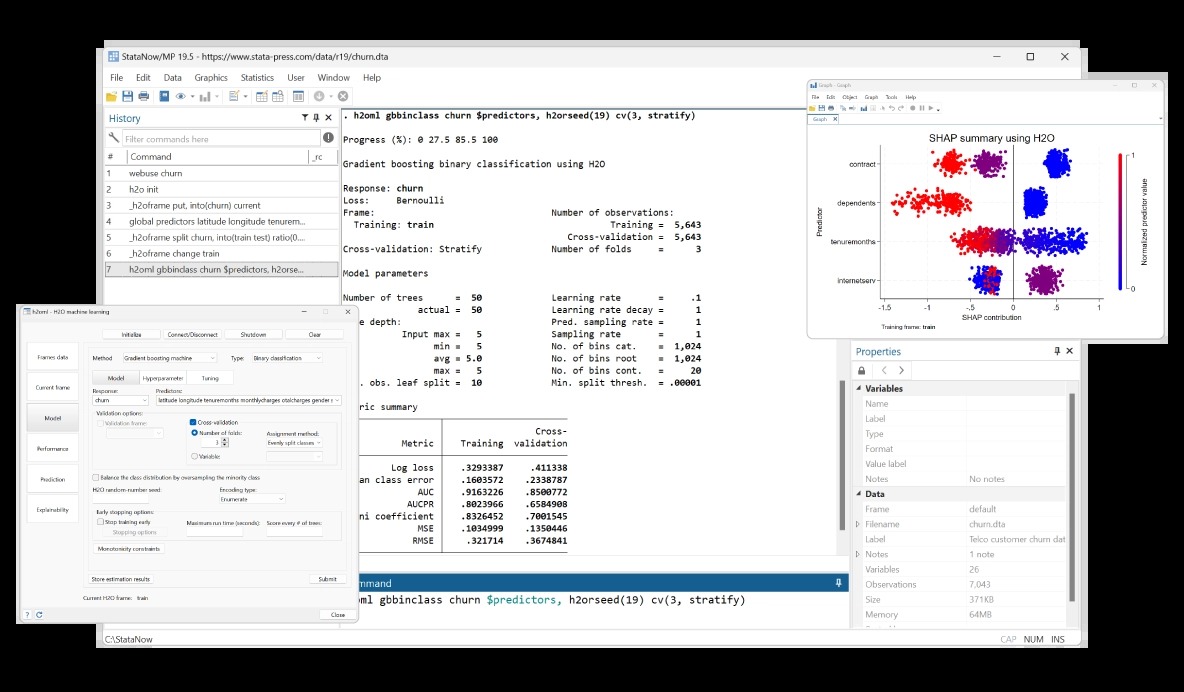 StataNow/MP 19.5 - https://www.stata-press.com/data/r19/churn.dta
File Edit Data Graphics Statistics User Window Help
History
Filter commands here
# Command _rc
1 webuse churn
2 h2o init
3 _h2oframe put, into(churn) current
4 global predictors latitude longitude tenurem...
5 _h2oframe split churn, into(train test) ratio(0....
6 _h2oframe change train
7 h2oml gbbinclass churn $predictors, h2orse...
. h2oml gbbinclass churn $predictors, h2orseed(19) cv(3, stratify)
Progress (%): 0 27.5 85.5 100
Gradient boosting binary classification using H2O
Response: churn
Loss: Bernoulli
Frame: Number of observations:
Training: train Training = 5,643
Cross-validation = 5,643
Cross-validation: Stratify Number of folds = 3
Model parameters
Number of trees = 50 Learning rate = .1
actual = 50 Learning rate decay = 1
e depth: Pred. sampling rate = 1
Input max = 5 Sampling rate = 1
min = 5 No. of bins cat. = 1,024
avg = 5.0 No. of bins root = 1,024
max = 5 No. of bins cont. = 20
. obs. leaf split = 10 Min. split thresh. = .00001
ric summary
Cross-
Metric Training validation
Log loss .3293387 .411338
an class error .1603572 .2338787
AUC .9163226 .8500772
AUCPR .8023966 .6584908
ni coefficient .8326452 .7001545
MSE .1034999 .1350446
RMSE .321714 .3674841
mmand
ml gbbinclass churn $predictors, h2orseed(19) cv(3, stratify)
C:\StataNow
CAP NUM INS
h2oml - H2O machine learning
Initialize Connect/Disconnect Shutdown Clear
Frames data
Current frame
Model
Performance
Prediction
Explainability
Method Gradient boosting machine Type: Binary classification
Model Hyperparameter Tuning
Response: Predictors:
churn latitude longitude tenuremonths monthlycharges totalcharges gender s
Validation options:
Validation frame:
Cross-validation
Number of folds: Assignment method:
3 Evenly split classes
Variable:
Balance the class distribution by oversampling the minority class
H2O random-number seed: Encoding type:
Enumerate
Early stopping options:
Stop training early Maximum run time (seconds): Score every # of trees:
Stopping options
Monotonicity constraints
Store estimation results Submit
Current H2O frame: train
Close
Graph - Graph
File Edit Object Graph Tools Help
Graph
SHAP summary using H2O
Predictor
contract
dependents
tenuremonths
internetserv
-1.5 -1 -.5 0 .5 1
SHAP contribution
Training frame: train
1
0
Normalized predictor value
Properties
Variables
Name
Label
Type
Format
Value label
Notes No notes
Data
Frame default
Filename churn.dta
Label Telco customer churn dat
Notes 1 note
Variables 26
Observations 7,043
Size 371KB
Memory 64MB